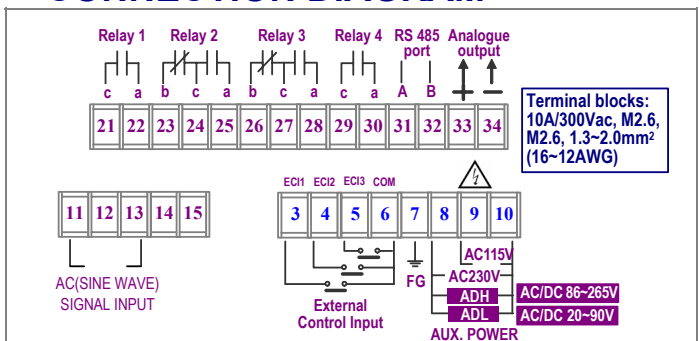 CONNECTION DIAGRAM
Relay 1 Relay 2 Relay 3 Relay 4 RS 485 port Analogue output
c a b c a b c a c a A B + −
21 22 23 24 25 26 27 28 29 30 31 32 33 34
Terminal blocks:
10A/300Vac, M2.6,
M2.6, 1.3~2.0mm²
(16~12AWG)
ECI1 ECI2 ECI3 COM
11 12 13 14 15
3 4 5 6 7 8 9 10
AC(SINE WAVE)
SIGNAL INPUT
External
Control Input
FG
AC115V
AC230V
ADH AC/DC 86~265V
ADL AC/DC 20~90V
AUX. POWER